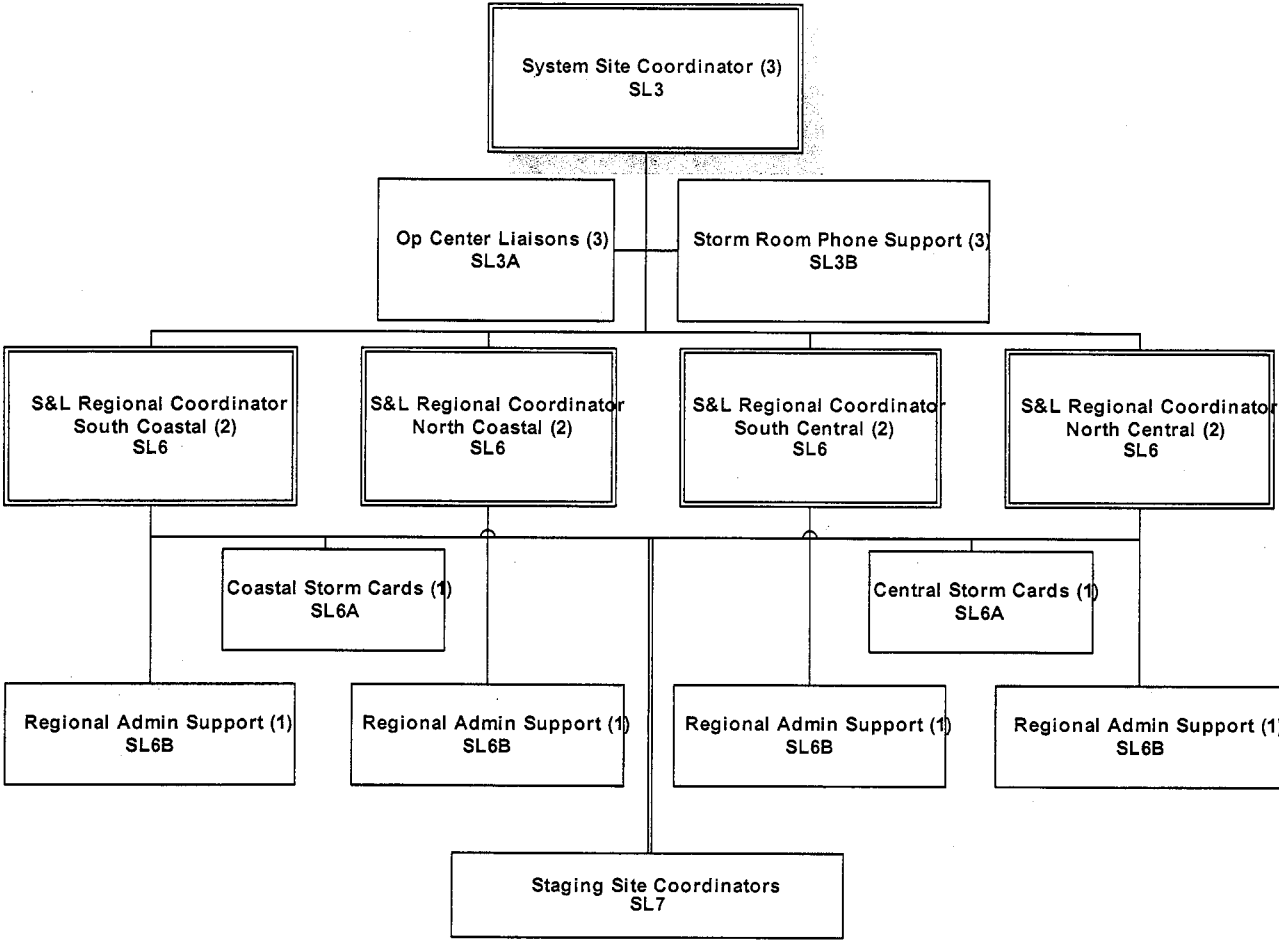 System Site Coordinator (3)
SL3
Op Center Liaisons (3)
SL3A
Storm Room Phone Support (3)
SL3B
S&L Regional Coordinator
South Coastal (2)
SL6
S&L Regional Coordinator
North Coastal (2)
SL6
S&L Regional Coordinator
South Central (2)
SL6
S&L Regional Coordinator
North Central (2)
SL6
Coastal Storm Cards (1)
SL6A
Central Storm Cards (1)
SL6A
Regional Admin Support (1)
SL6B
Regional Admin Support (1)
SL6B
Regional Admin Support (1)
SL6B
Regional Admin Support (1)
SL6B
Staging Site Coordinators
SL7